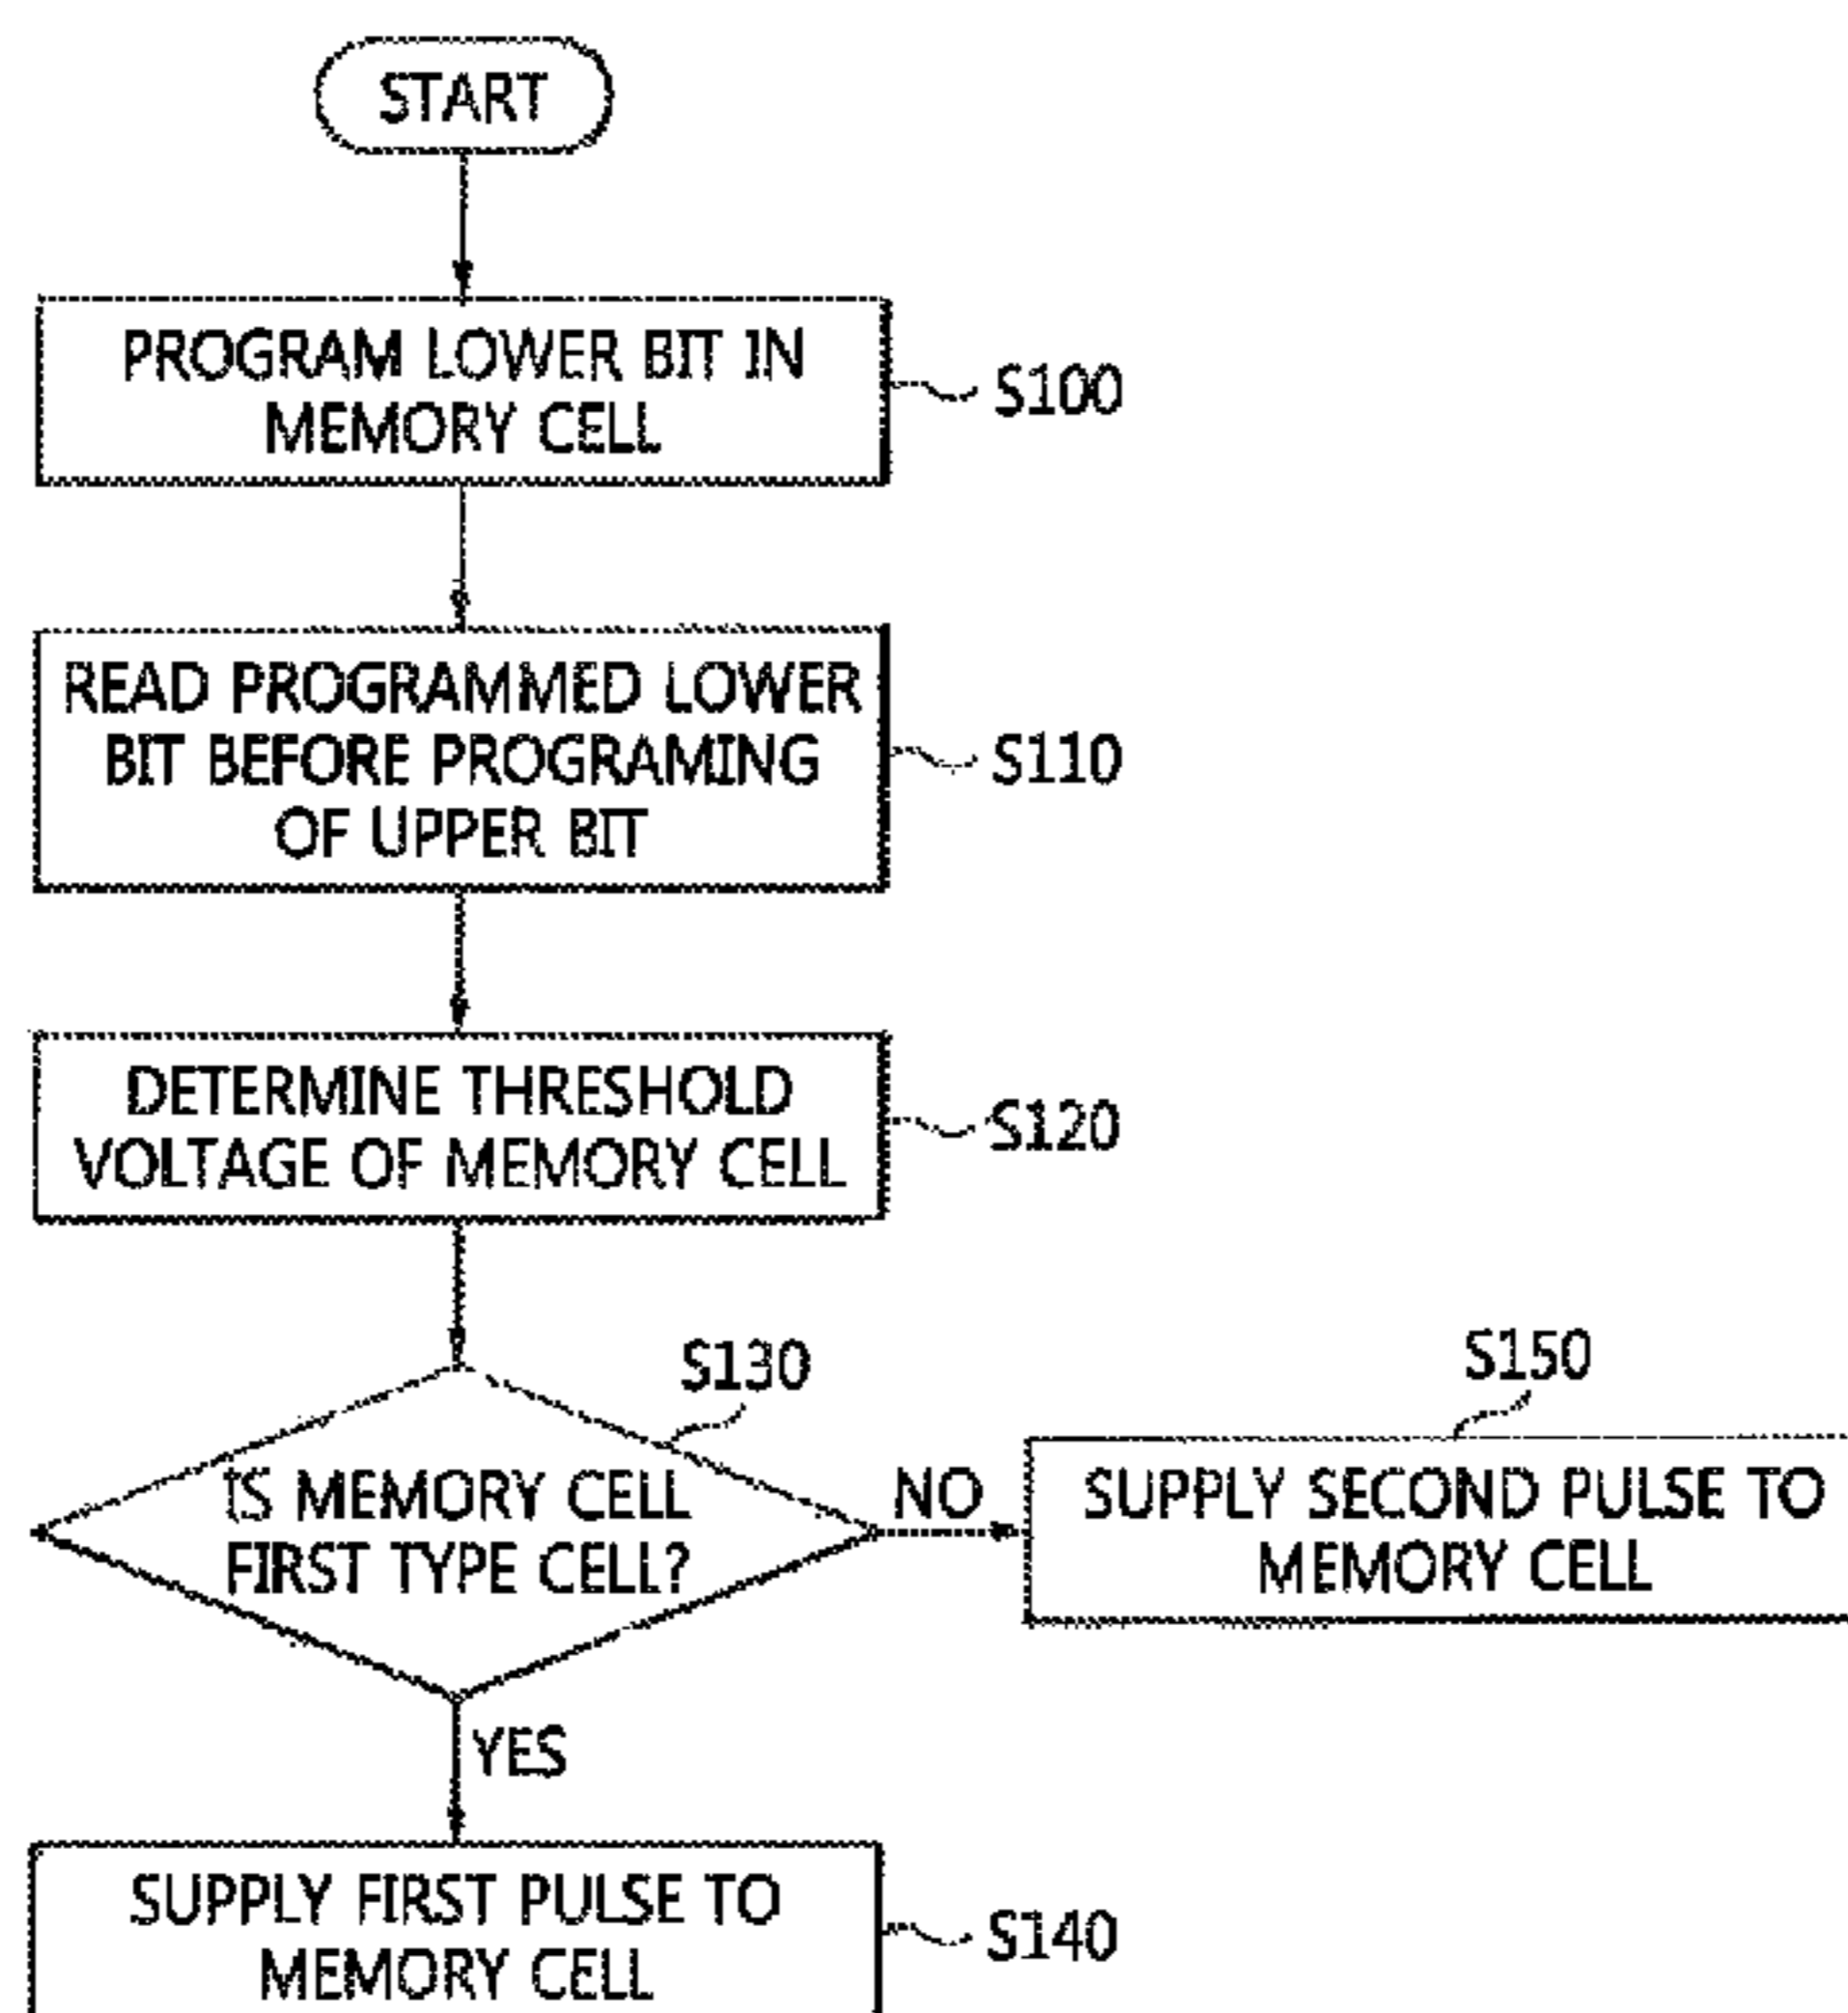 START
PROGRAM LOWER BIT IN
MEMORY CELL
S100
READ PROGRAMMED LOWER
BIT BEFORE PROGRAMING
OF UPPER BIT
S110
DETERMINE THRESHOLD
VOLTAGE OF MEMORY CELL
S120
S130
IS MEMORY CELL
FIRST TYPE CELL?
NO
S150
SUPPLY SECOND PULSE TO
MEMORY CELL
YES
SUPPLY FIRST PULSE TO
MEMORY CELL
S140